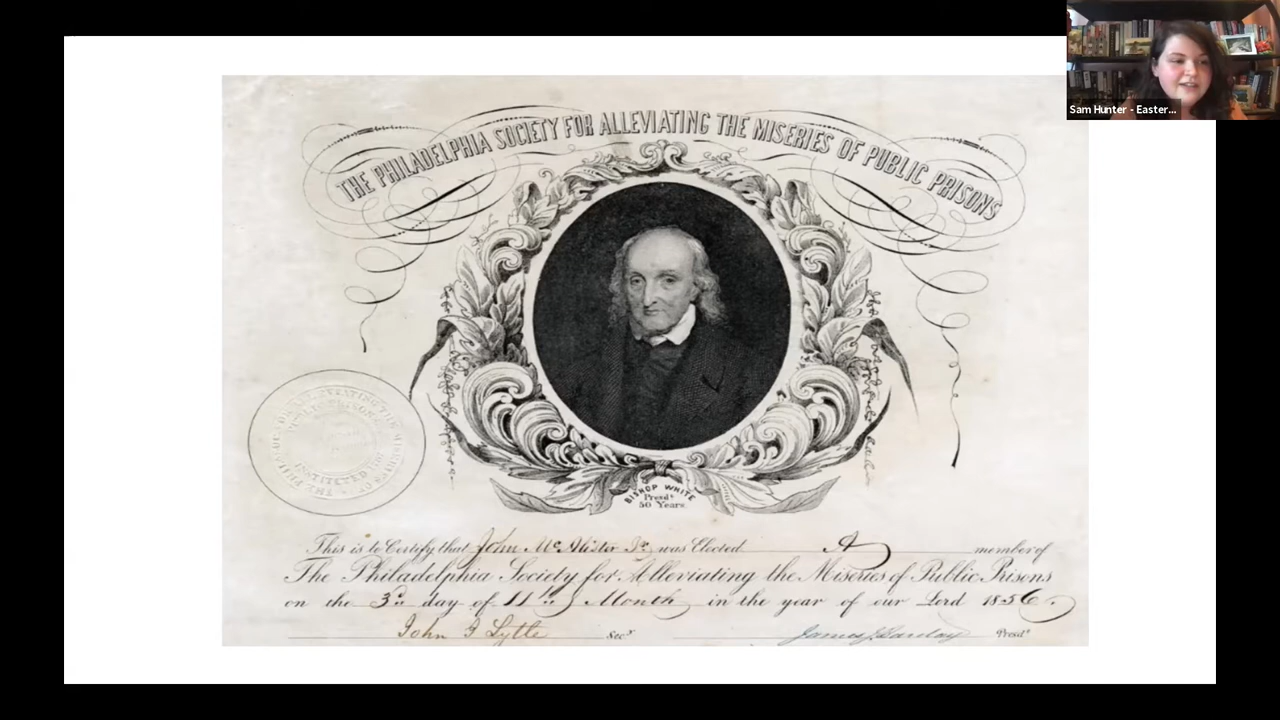 Sam Hunter - Easter...
THE PHILADELPHIA SOCIETY FOR ALLEVIATING THE MISERIES OF PUBLIC PRISONS
BISHOP WHITE
Presdt
50 Years
This is to Certify that John McAllister Jr. was Elected A member of
The Philadelphia Society for Alleviating the Miseries of Public Prisons
on the 3d day of 11th Month in the year of our Lord 1856.
John J Lytle Secy James J Barclay Presdt